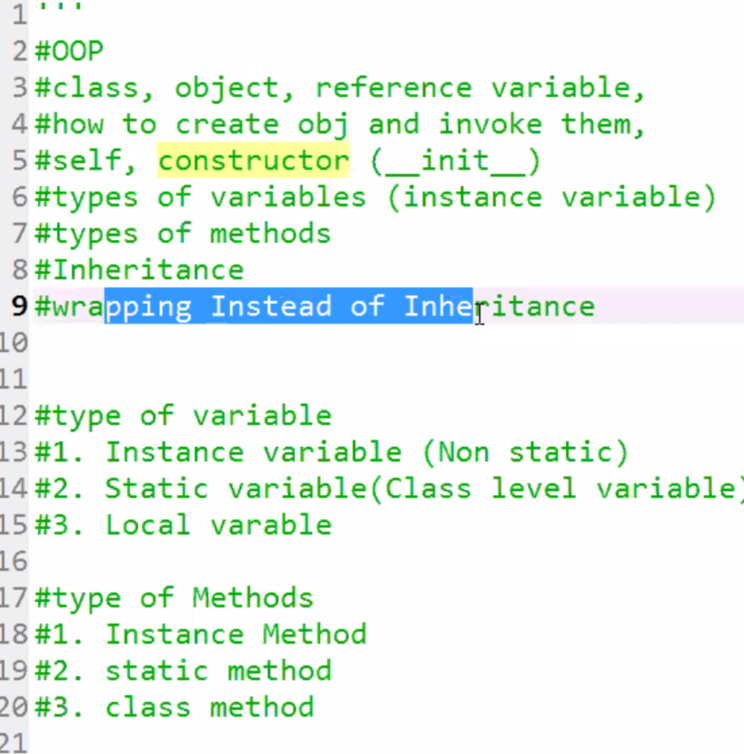 1 '''
2 #OOP
3 #class, object, reference variable,
4 #how to create obj and invoke them,
5 #self, constructor (__init__)
6 #types of variables (instance variable)
7 #types of methods
8 #Inheritance
9 #wrapping Instead of Inheritance
10
11
12 #type of variable
13 #1. Instance variable (Non static)
14 #2. Static variable(Class level variable)
15 #3. Local varable
16
17 #type of Methods
18 #1. Instance Method
19 #2. static method
20 #3. class method
21